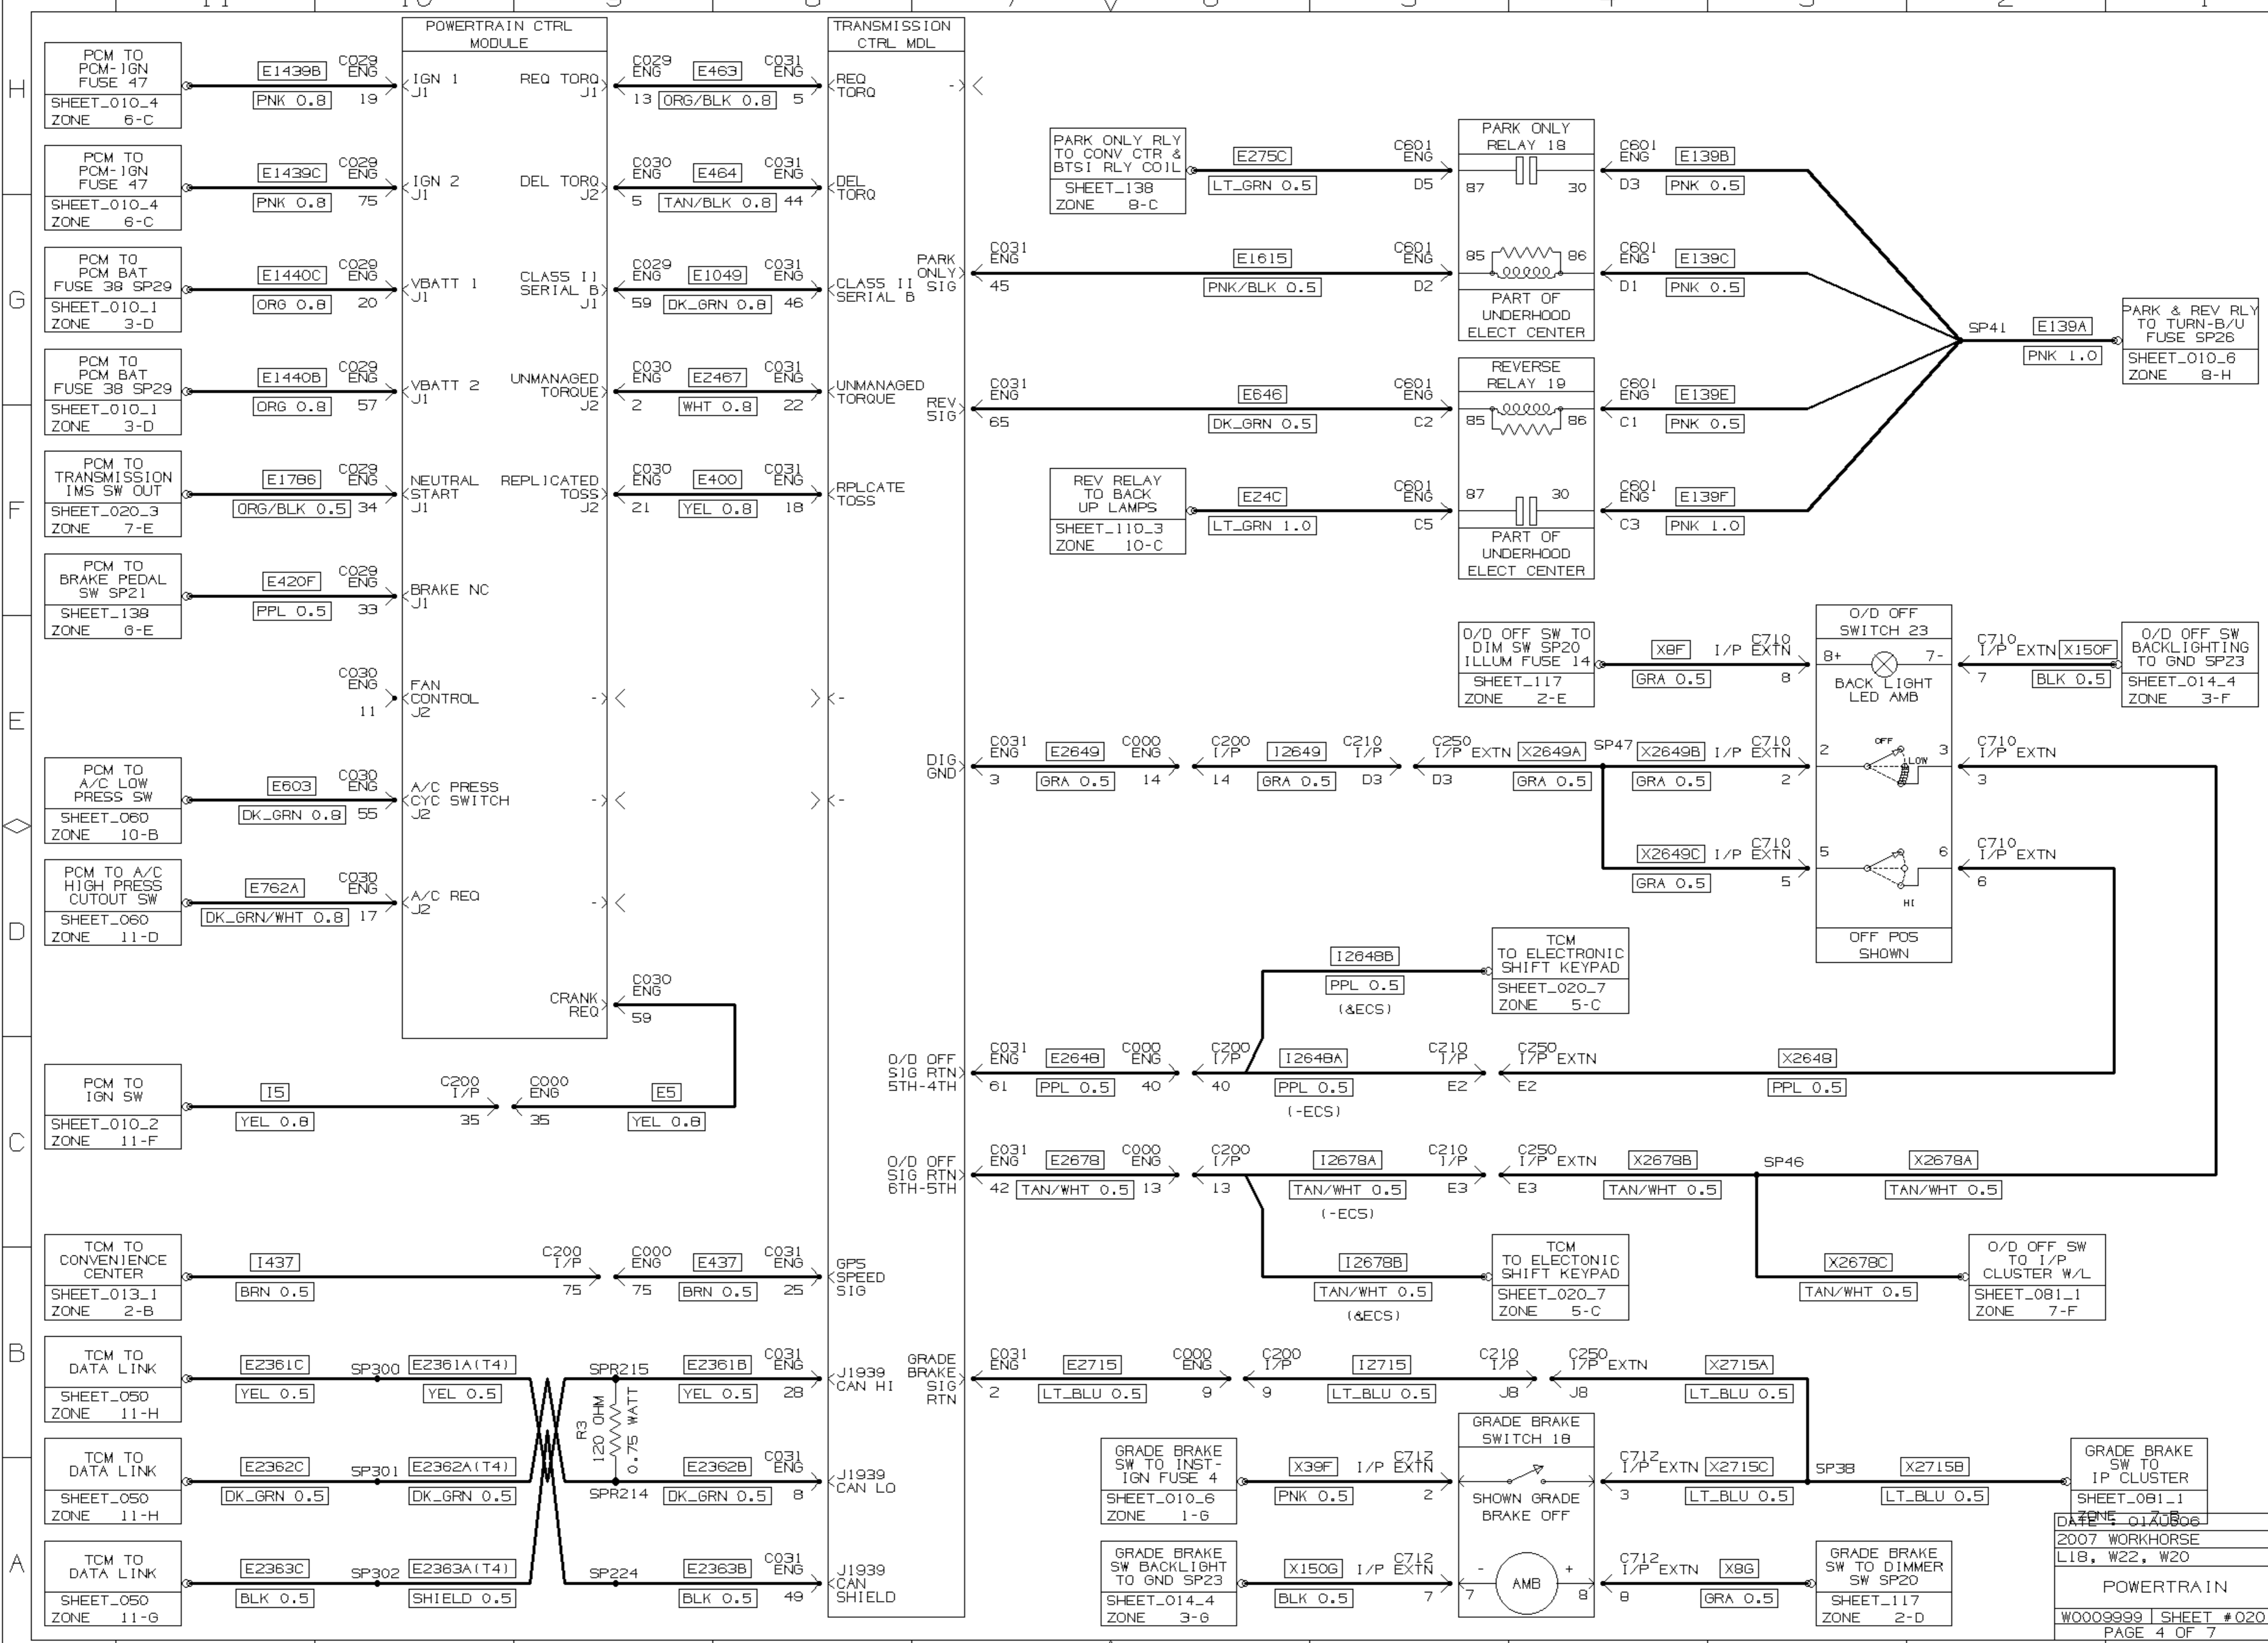 11 10 9 8 7 6 5 4 3 2 1
H
G
F
E
D
C
B
A
POWERTRAIN CTRL
MODULE
TRANSMISSION
CTRL MDL
PCM TO
PCM-IGN
FUSE 47
SHEET_010_4
ZONE 6-C
E1439B
PNK 0.8
C029
ENG
19
IGN 1
J1
REQ TORQ
J1
C029
ENG
13
E463
ORG/BLK 0.8
C031
ENG
5
REQ
TORQ
-
PCM TO
PCM-IGN
FUSE 47
SHEET_010_4
ZONE 6-C
E1439C
PNK 0.8
C029
ENG
75
IGN 2
J1
DEL TORQ
J2
C030
ENG
5
E464
TAN/BLK 0.8
C031
ENG
44
DEL
TORQ
PCM TO
PCM BAT
FUSE 38 SP29
SHEET_010_1
ZONE 3-D
E1440C
ORG 0.8
C029
ENG
20
VBATT 1
J1
CLASS II
SERIAL B
J1
C029
ENG
59
E1049
DK_GRN 0.8
C031
ENG
46
CLASS II
SERIAL B
PCM TO
PCM BAT
FUSE 38 SP29
SHEET_010_1
ZONE 3-D
E1440B
ORG 0.8
C029
ENG
57
VBATT 2
J1
UNMANAGED
TORQUE
J2
C030
ENG
2
E2467
WHT 0.8
C031
ENG
22
UNMANAGED
TORQUE
PCM TO
TRANSMISSION
IMS SW OUT
SHEET_020_3
ZONE 7-E
E1786
ORG/BLK 0.5
C029
ENG
34
NEUTRAL
START
J1
REPLICATED
TOSS
J2
C030
ENG
21
E400
YEL 0.8
C031
ENG
18
RPLCATE
TOSS
PCM TO
BRAKE PEDAL
SW SP21
SHEET_138
ZONE 6-E
E420F
PPL 0.5
C029
ENG
33
BRAKE NC
J1
C030
ENG
11
FAN
CONTROL
J2
-
-
PCM TO
A/C LOW
PRESS SW
SHEET_060
ZONE 10-B
E603
DK_GRN 0.8
C030
ENG
55
A/C PRESS
CYC SWITCH
J2
-
-
PCM TO A/C
HIGH PRESS
CUTOUT SW
SHEET_060
ZONE 11-D
E762A
DK_GRN/WHT 0.8
C030
ENG
17
A/C REQ
J2
-
CRANK
REQ
C030
ENG
59
PCM TO
IGN SW
SHEET_010_2
ZONE 11-F
I5
YEL 0.8
C200
I/P
35
C000
ENG
35
E5
YEL 0.8
TCM TO
CONVENIENCE
CENTER
SHEET_013_1
ZONE 2-B
I437
BRN 0.5
C200
I/P
75
C000
ENG
75
E437
BRN 0.5
C031
ENG
25
GPS
SPEED
SIG
TCM TO
DATA LINK
SHEET_050
ZONE 11-H
E2361C
YEL 0.5
SP300
E2361A(T4)
YEL 0.5
SPR215
E2361B
YEL 0.5
C031
ENG
28
J1939
CAN HI
R3
120 OHM
0.75 WATT
TCM TO
DATA LINK
SHEET_050
ZONE 11-H
E2362C
DK_GRN 0.5
SP301
E2362A(T4)
DK_GRN 0.5
SPR214
E2362B
DK_GRN 0.5
C031
ENG
8
J1939
CAN LO
TCM TO
DATA LINK
SHEET_050
ZONE 11-G
E2363C
BLK 0.5
SP302
E2363A(T4)
SHIELD 0.5
SP224
E2363B
BLK 0.5
C031
ENG
49
J1939
CAN
SHIELD
PARK ONLY RLY
TO CONV CTR &
BTSI RLY COIL
SHEET_138
ZONE 8-C
E275C
LT_GRN 0.5
C601
ENG
D5
PARK ONLY
RELAY 18
87 30
C601
ENG
D3
E139B
PNK 0.5
PARK
ONLY
SIG
C031
ENG
45
E1615
PNK/BLK 0.5
C601
ENG
D2
85 86
PART OF
UNDERHOOD
ELECT CENTER
C601
ENG
D1
E139C
PNK 0.5
SP41
E139A
PNK 1.0
PARK & REV RLY
TO TURN-B/U
FUSE SP26
SHEET_010_6
ZONE 8-H
REV
SIG
C031
ENG
65
E646
DK_GRN 0.5
C601
ENG
C2
REVERSE
RELAY 19
85 86
C601
ENG
C1
E139E
PNK 0.5
REV RELAY
TO BACK
UP LAMPS
SHEET_110_3
ZONE 10-C
E24C
LT_GRN 1.0
C601
ENG
C5
87 30
PART OF
UNDERHOOD
ELECT CENTER
C601
ENG
C3
E139F
PNK 1.0
O/D OFF SW TO
DIM SW SP20
ILLUM FUSE 14
SHEET_117
ZONE 2-E
X8F
GRA 0.5
C710
I/P EXTN
8
O/D OFF
SWITCH 23
8+ 7-
BACK LIGHT
LED AMB
C710
I/P EXTN
7
X150F
BLK 0.5
O/D OFF SW
BACKLIGHTING
TO GND SP23
SHEET_014_4
ZONE 3-F
DIG
GND
C031
ENG
3
E2649
GRA 0.5
C000
ENG
14
C200
I/P
14
I2649
GRA 0.5
C210
I/P
D3
C250
I/P EXTN
D3
X2649A
GRA 0.5
SP47
X2649B
GRA 0.5
C710
I/P EXTN
2
2 3
OFF
LOW
C710
I/P EXTN
3
X2649C
GRA 0.5
C710
I/P EXTN
5
5 6
HI
C710
I/P EXTN
6
OFF POS
SHOWN
I2648B
PPL 0.5
(&ECS)
TCM
TO ELECTRONIC
SHIFT KEYPAD
SHEET_020_7
ZONE 5-C
O/D OFF
SIG RTN
5TH-4TH
C031
ENG
61
E2648
PPL 0.5
C000
ENG
40
C200
I/P
40
I2648A
PPL 0.5
(-ECS)
C210
I/P
E2
C250
I/P EXTN
E2
X2648
PPL 0.5
O/D OFF
SIG RTN
6TH-5TH
C031
ENG
42
E2678
TAN/WHT 0.5
C000
ENG
13
C200
I/P
13
I2678A
TAN/WHT 0.5
(-ECS)
C210
I/P
E3
C250
I/P EXTN
E3
X2678B
TAN/WHT 0.5
SP46
X2678A
TAN/WHT 0.5
I2678B
TAN/WHT 0.5
(&ECS)
TCM
TO ELECTONIC
SHIFT KEYPAD
SHEET_020_7
ZONE 5-C
X2678C
TAN/WHT 0.5
O/D OFF SW
TO I/P
CLUSTER W/L
SHEET_081_1
ZONE 7-F
GRADE
BRAKE
SIG
RTN
C031
ENG
2
E2715
LT_BLU 0.5
C000
ENG
9
C200
I/P
9
I2715
LT_BLU 0.5
C210
I/P
J8
C250
I/P EXTN
J8
X2715A
LT_BLU 0.5
GRADE BRAKE
SW TO INST-
IGN FUSE 4
SHEET_010_6
ZONE 1-G
X39F
PNK 0.5
C712
I/P EXTN
2
GRADE BRAKE
SWITCH 18
SHOWN GRADE
BRAKE OFF
C712
I/P EXTN
3
X2715C
LT_BLU 0.5
SP38
X2715B
LT_BLU 0.5
GRADE BRAKE
SW TO
IP CLUSTER
SHEET_081_1
ZONE
GRADE BRAKE
SW BACKLIGHT
TO GND SP23
SHEET_014_4
ZONE 3-G
X150G
BLK 0.5
C712
I/P EXTN
7
- +
7 AMB 8
C712
I/P EXTN
8
X8G
GRA 0.5
GRADE BRAKE
SW TO DIMMER
SW SP20
SHEET_117
ZONE 2-D
DATE : 01AUG06
2007 WORKHORSE
L18, W22, W20
POWERTRAIN
W0009999 SHEET #020
PAGE 4 OF 7